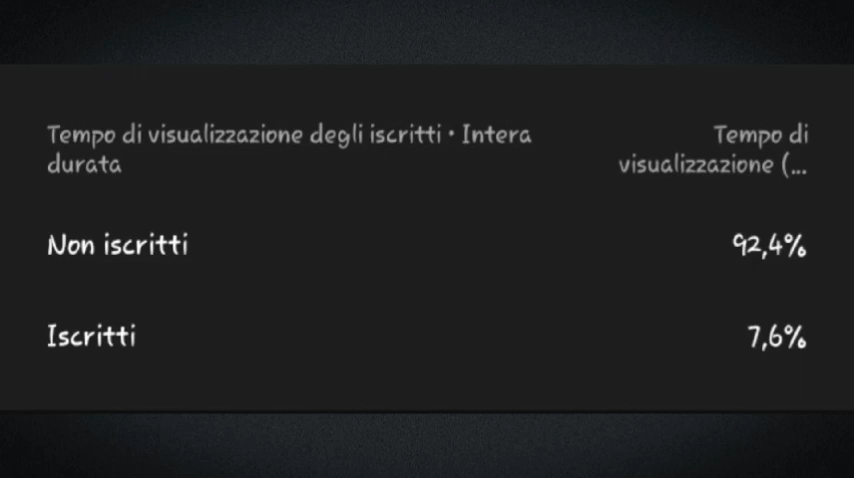 Tempo di visualizzazione degli iscritti • Intera
durata
Tempo di
visualizzazione (...
Non iscritti
92,4%
Iscritti
7,6%